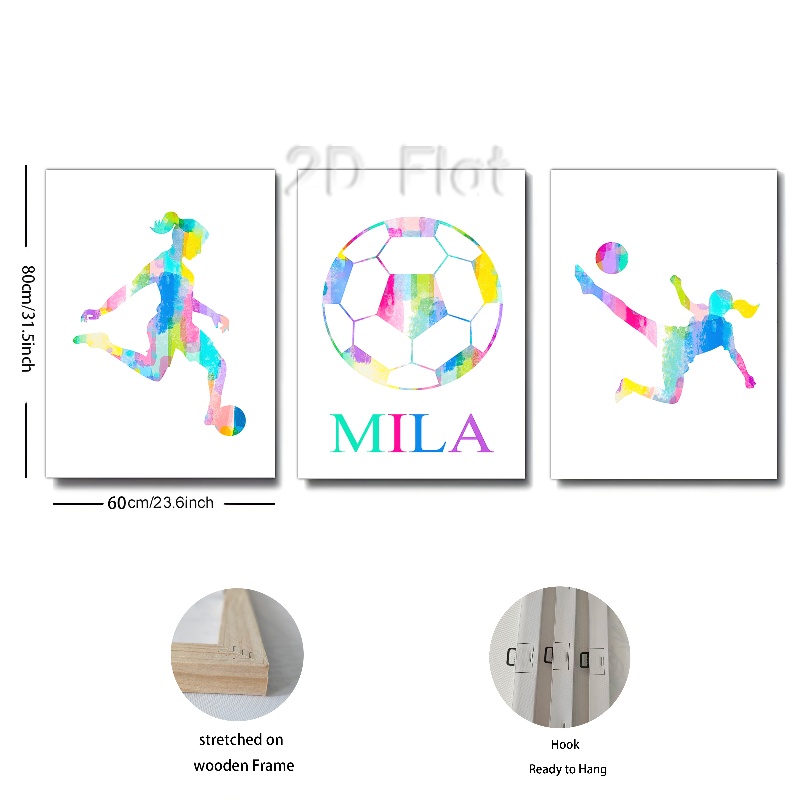 2D Flat
80cm/31.5inch
MILA
60cm/23.6inch
stretched on
wooden Frame
Hook
Ready to Hang